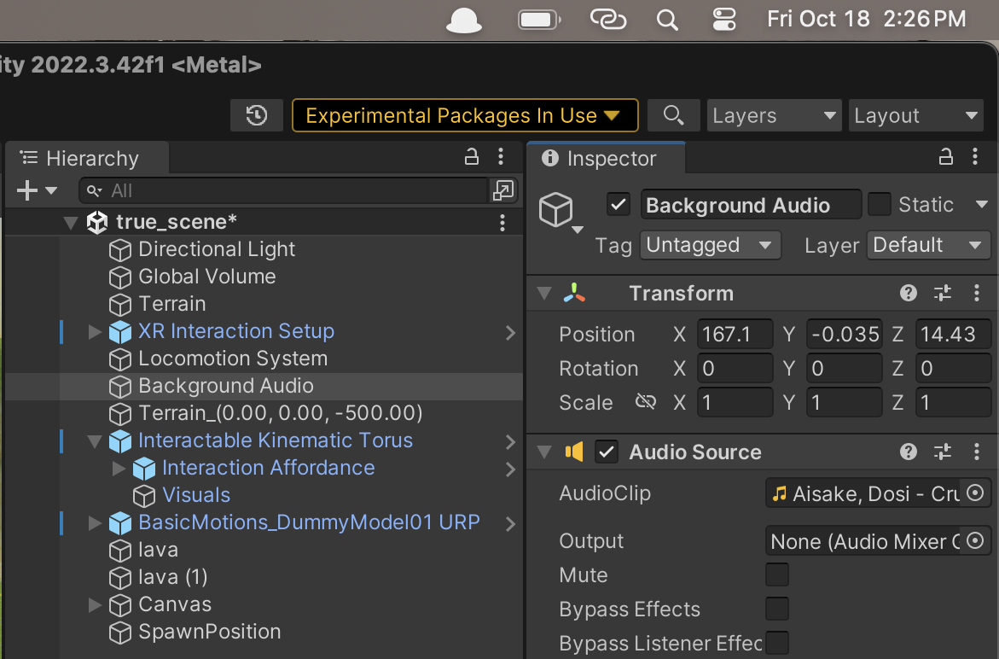 Fri Oct 18 2:26 PM
ity 2022.3.42f1 <Metal>
Experimental Packages In Use
Layers
Layout
Hierarchy
All
true_scene*
Directional Light
Global Volume
Terrain
XR Interaction Setup
Locomotion System
Background Audio
Terrain_(0.00, 0.00, -500.00)
Interactable Kinematic Torus
Interaction Affordance
Visuals
BasicMotions_DummyModel01 URP
lava
lava (1)
Canvas
SpawnPosition
Inspector
Background Audio Static
Tag Untagged Layer Default
Transform
Position X 167.1 Y -0.035 Z 14.43
Rotation X 0 Y 0 Z 0
Scale X 1 Y 1 Z 1
Audio Source
AudioClip Aisake, Dosi - Cru
Output None (Audio Mixer G
Mute
Bypass Effects
Bypass Listener Effec